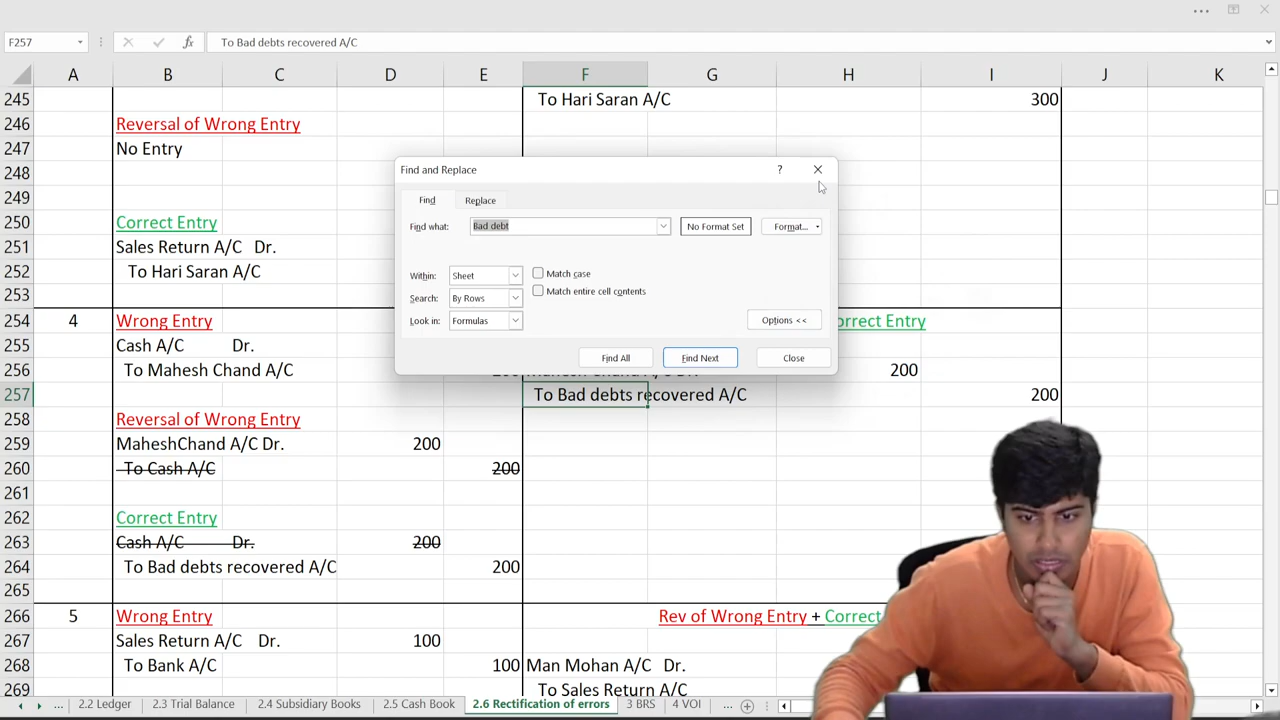 F257 fx To Bad debts recovered A/C
A B C D E F G H I J K
245 To Hari Saran A/C 300
246 Reversal of Wrong Entry
247 No Entry
248
249
250 Correct Entry
251 Sales Return A/C Dr.
252 To Hari Saran A/C
253
254 4 Wrong Entry orrect Entry
255 Cash A/C Dr.
256 To Mahesh Chand A/C 200
257 To Bad debts recovered A/C 200
258 Reversal of Wrong Entry
259 MaheshChand A/C Dr. 200
260 To Cash A/C 200
261
262 Correct Entry
263 Cash A/C Dr. 200
264 To Bad debts recovered A/C 200
265
266 5 Wrong Entry Rev of Wrong Entry + Correct
267 Sales Return A/C Dr. 100
268 To Bank A/C 100 Man Mohan A/C Dr.
269 To Sales Return A/C
Find and Replace ?
Find Replace
Find what: Bad debt No Format Set Format...
Within: Sheet Match case
Search: By Rows Match entire cell contents
Look in: Formulas Options <<
Find All Find Next Close
... 2.2 Ledger 2.3 Trial Balance 2.4 Subsidiary Books 2.5 Cash Book 2.6 Rectification of errors 3 BRS 4 VOI ...